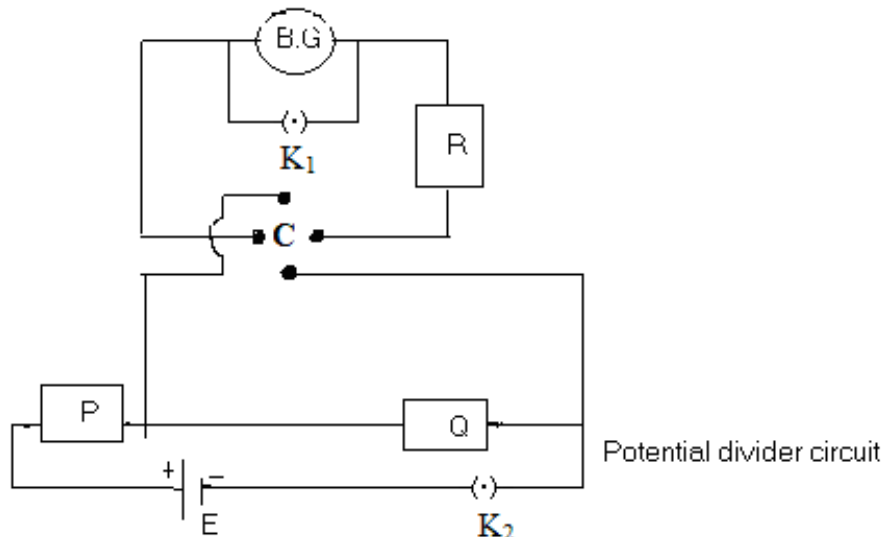 B.G
K₁
R
C
P
Q
Potential divider circuit
+ –
E
K₂